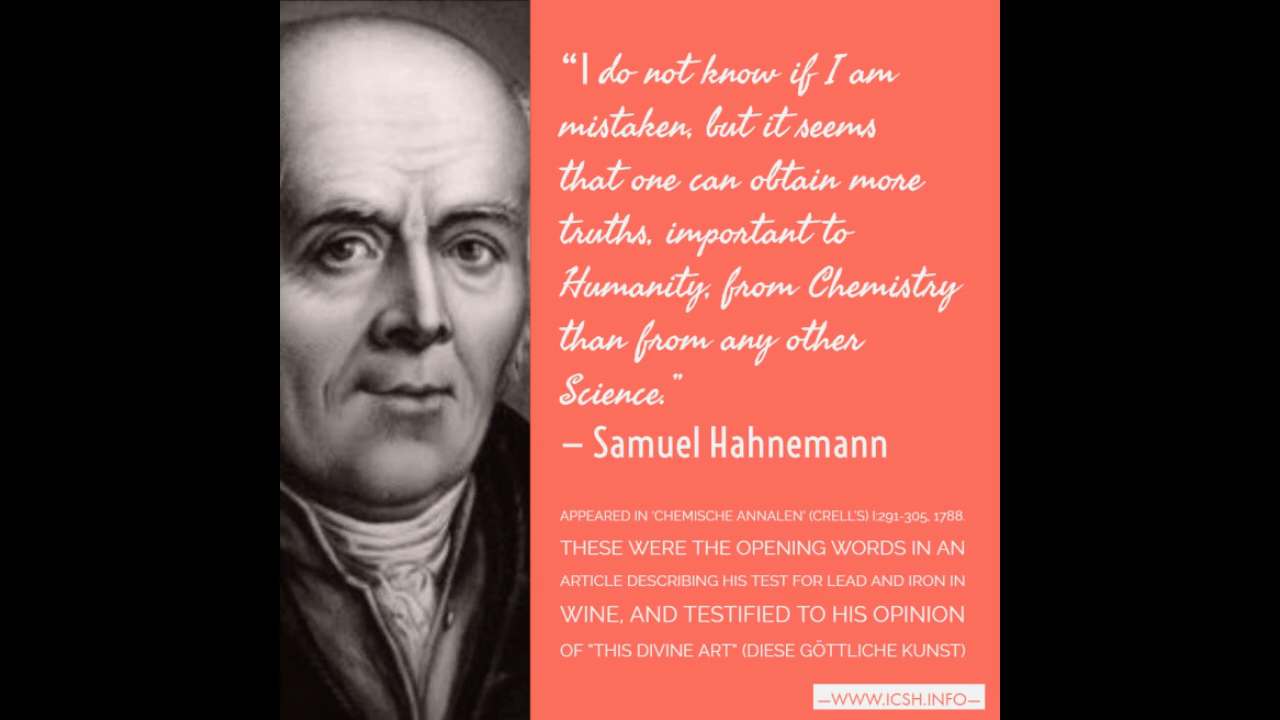 “I do not know if I am
mistaken, but it seems
that one can obtain more
truths, important to
Humanity, from Chemistry
than from any other
Science."
– Samuel Hahnemann
APPEARED IN 'CHEMISCHE ANNALEN' (CRELL'S) I:291-305, 1788.
THESE WERE THE OPENING WORDS IN AN
ARTICLE DESCRIBING HIS TEST FOR LEAD AND IRON IN
WINE, AND TESTIFIED TO HIS OPINION
OF "THIS DIVINE ART" (DIESE GÖTTLICHE KUNST)
—WWW.ICSH.INFO—